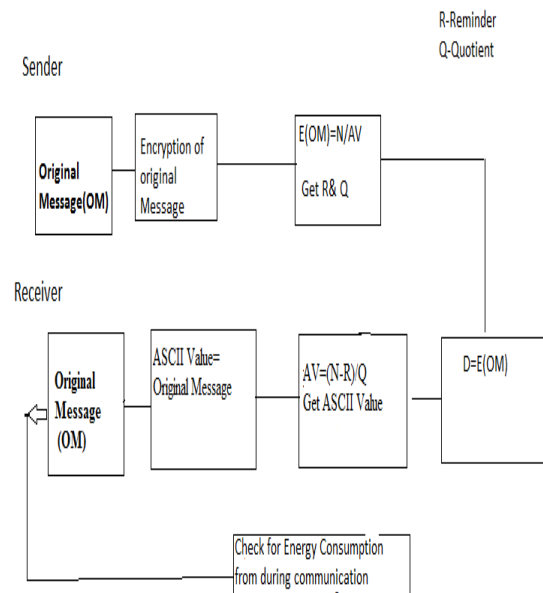 R-Reminder
Q-Quotient
Sender
Original
Message(OM)
Encryption of
original
Message
E(OM)=N/AV
Get R& Q
Receiver
Original
Message
(OM)
ASCII Value=
Original Message
AV=(N-R)/Q
Get ASCII Value
D=E(OM)
Check for Energy Consumption
from during communication